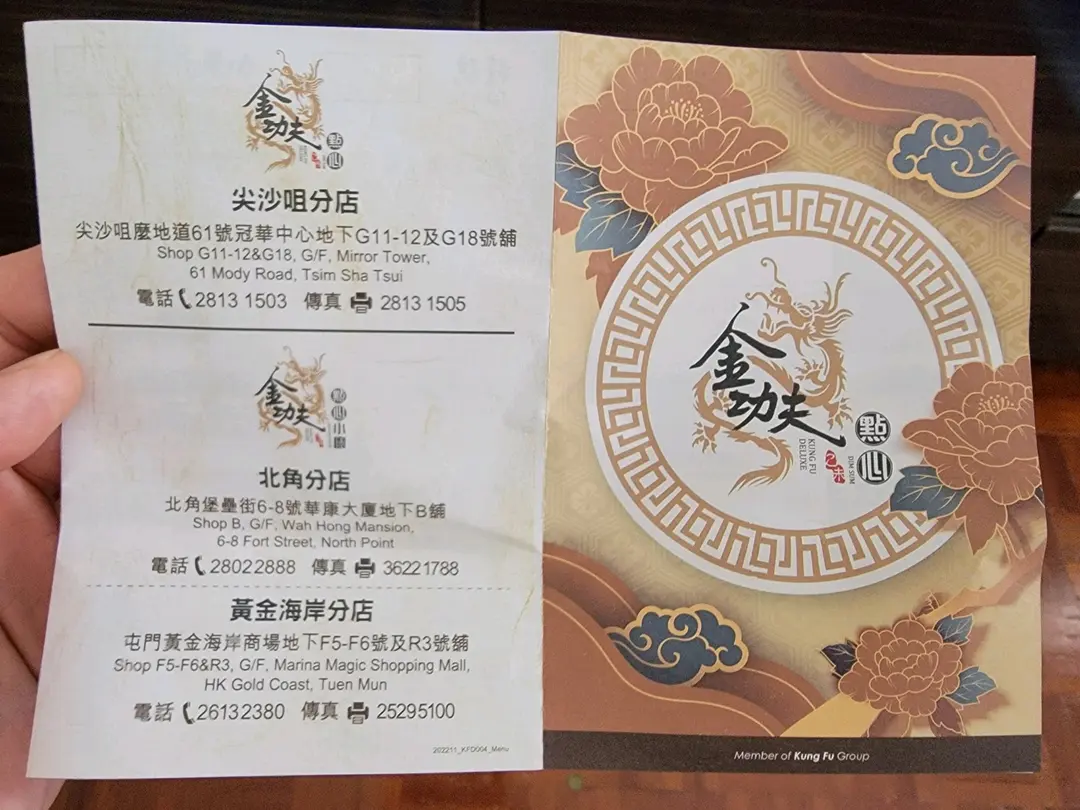 金功夫
點心
尖沙咀分店
尖沙咀麼地道61號冠華中心地下G11-12及G18號舖
Shop G11-12&G18, G/F, Mirror Tower,
61 Mody Road, Tsim Sha Tsui
電話 2813 1503 傳真 2813 1505
金功夫
點心小廚
北角分店
北角堡壘街6-8號華康大廈地下B舖
Shop B, G/F, Wah Hong Mansion,
6-8 Fort Street, North Point
電話 28022888 傳真 36221788
黃金海岸分店
屯門黃金海岸商場地下F5-F6號及R3號舖
Shop F5-F6&R3, G/F, Marina Magic Shopping Mall,
HK Gold Coast, Tuen Mun
電話 26132380 傳真 25295100
202211_KFD004_Menu
金功夫
KUNG FU
DELUXE
點心
DIM SUM
Member of Kung Fu Group